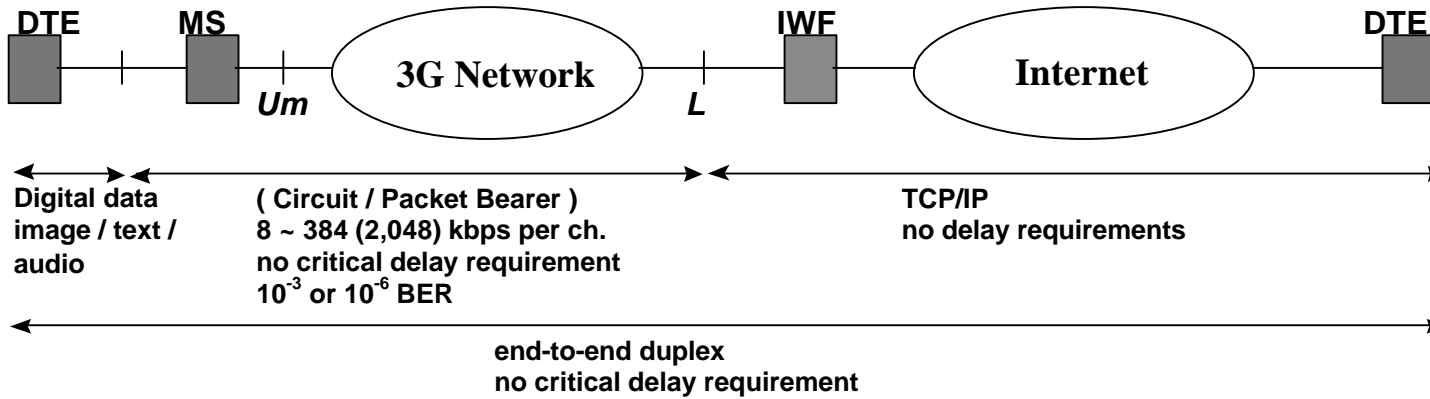 DTE
MS
IWF
DTE
3G Network
Internet
Um
L
Digital data
image / text /
audio
( Circuit / Packet Bearer )
8 ~ 384 (2,048) kbps per ch.
no critical delay requirement
10⁻³ or 10⁻⁶ BER
TCP/IP
no delay requirements
end-to-end duplex
no critical delay requirement